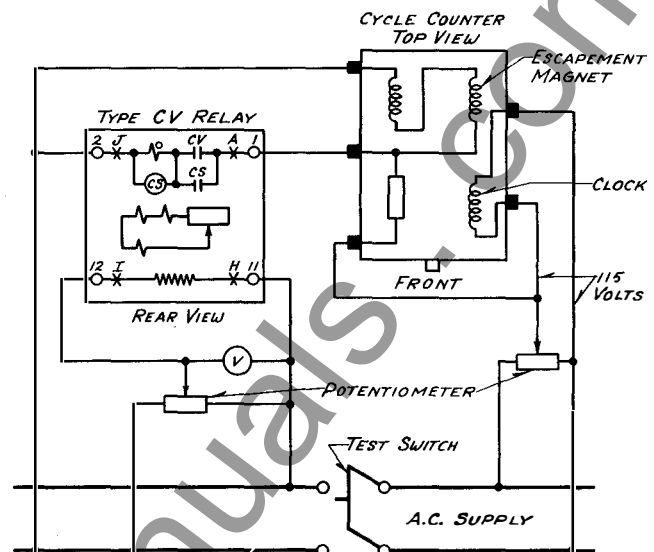 CYCLE COUNTER
TOP VIEW
ESCAPEMENT
MAGNET
TYPE CV RELAY
2 J CV A 1
CS CS
CLOCK
12 I H 11
FRONT
115
VOLTS
REAR VIEW
V
POTENTIOMETER
TEST SWITCH
A.C. SUPPLY